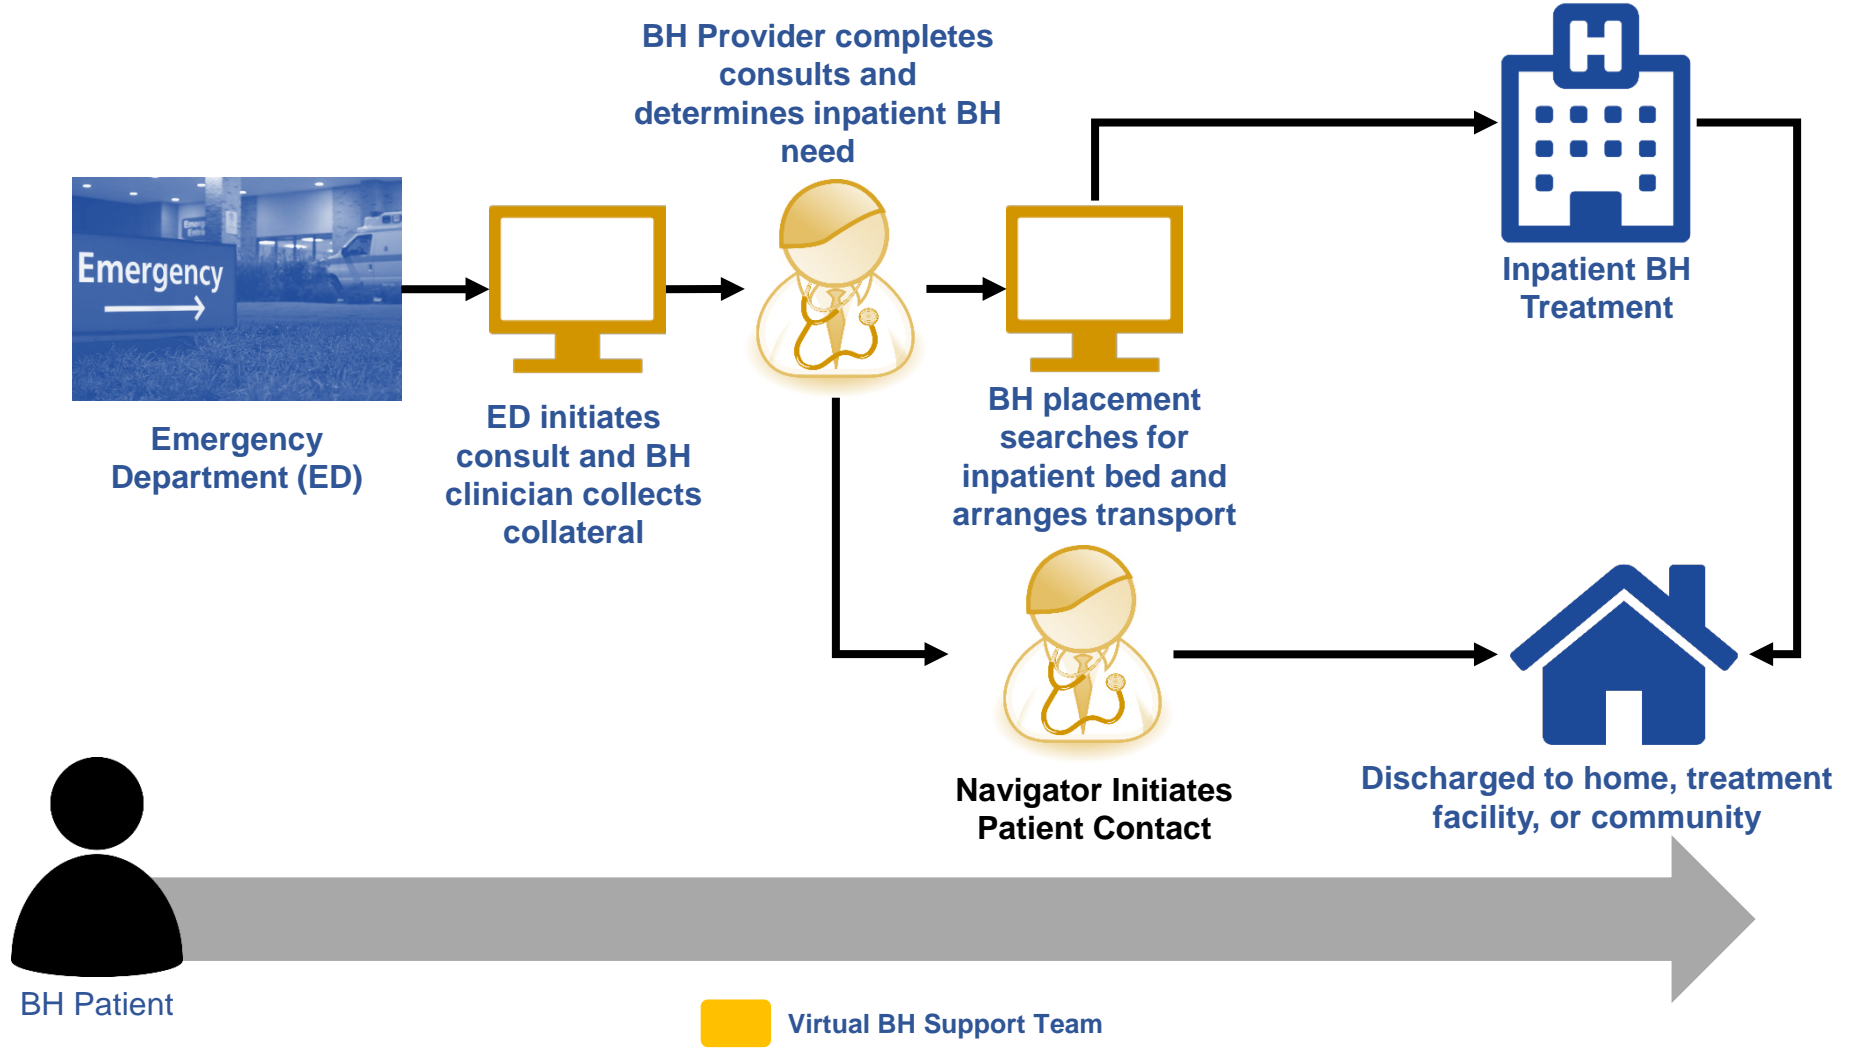 BH Provider completes
consults and
determines inpatient BH
need
H
Emergency
Emergency
Department (ED)
ED initiates
consult and BH
clinician collects
collateral
BH placement
searches for
inpatient bed and
arranges transport
Inpatient BH
Treatment
Navigator Initiates
Patient Contact
Discharged to home, treatment
facility, or community
BH Patient
Virtual BH Support Team